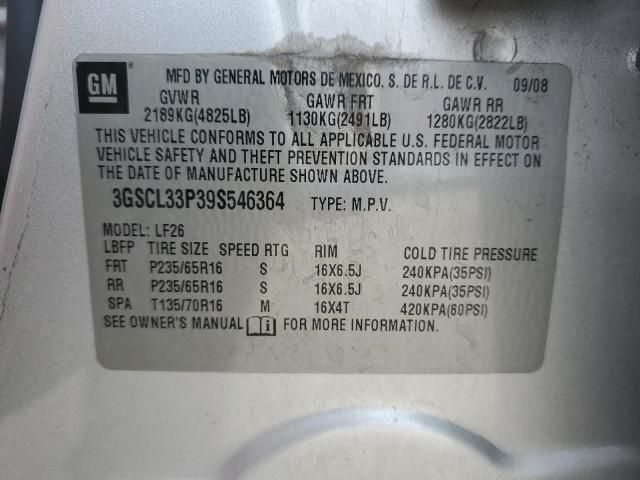 GM
MFD BY GENERAL MOTORS DE MEXICO, S. DE R.L. DE C.V. 09/08
GVWR GAWR FRT GAWR RR
2189KG(4825LB) 1130KG(2491LB) 1280KG(2822LB)
THIS VEHICLE CONFORMS TO ALL APPLICABLE U.S. FEDERAL MOTOR
VEHICLE SAFETY AND THEFT PREVENTION STANDARDS IN EFFECT ON
THE DATE OF MANUFACTURE SHOWN ABOVE.
3GSCL33P39S546364 TYPE: M.P.V.
MODEL: LF26
LBFP TIRE SIZE SPEED RTG RIM COLD TIRE PRESSURE
FRT P235/65R16 S 16X6.5J 240KPA(35PSI)
RR P235/65R16 S 16X6.5J 240KPA(35PSI)
SPA T135/70R16 M 16X4T 420KPA(60PSI)
SEE OWNER'S MANUAL i FOR MORE INFORMATION.